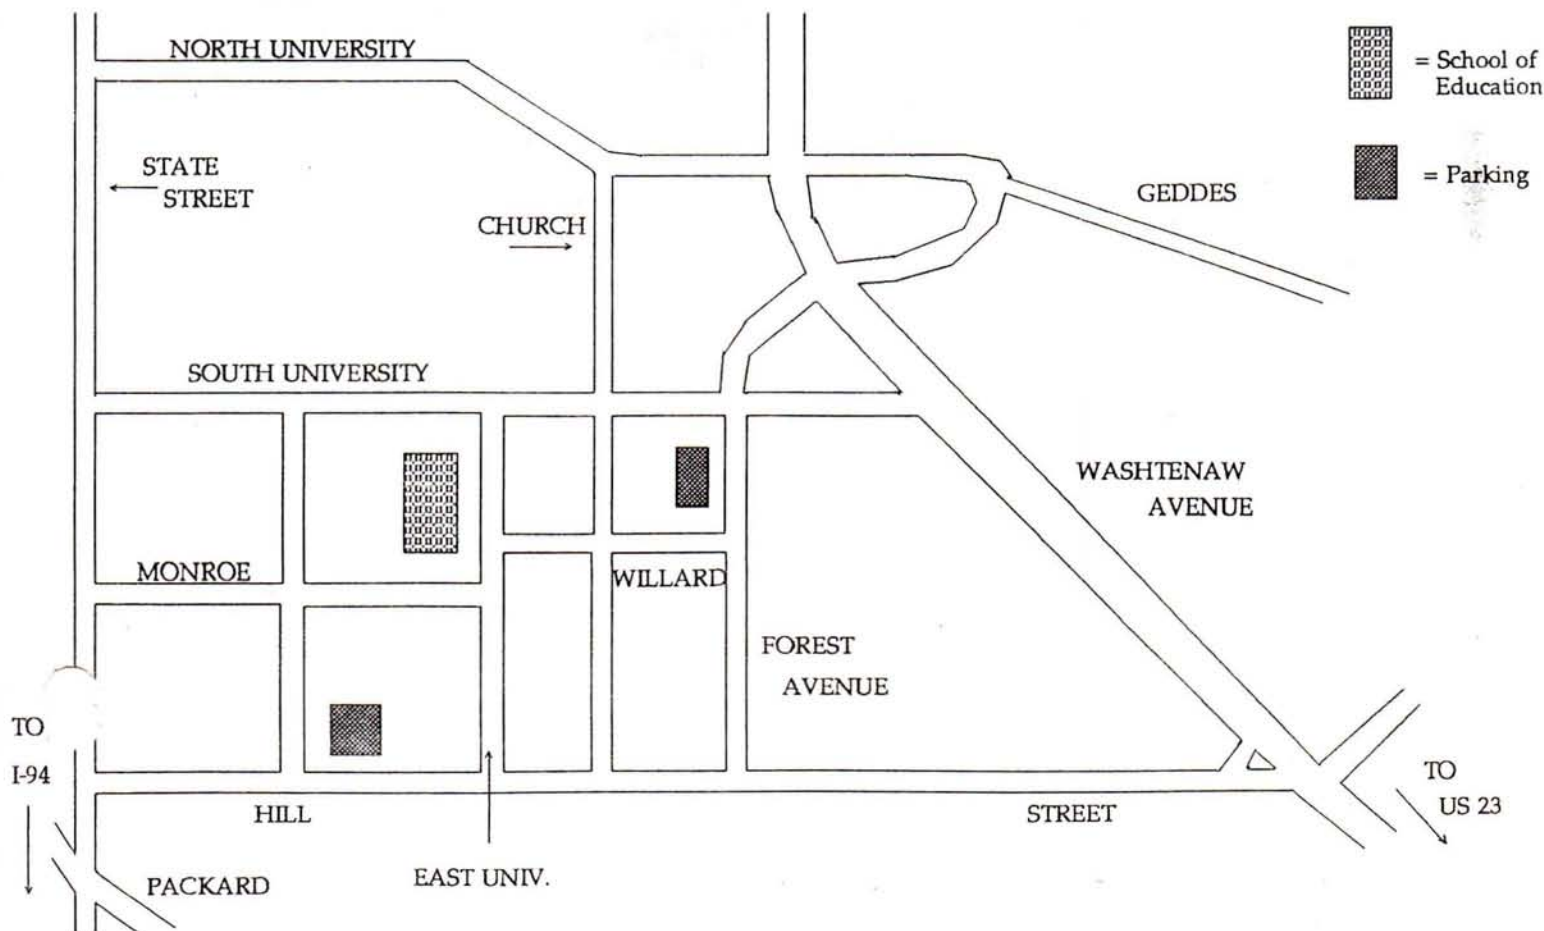 NORTH UNIVERSITY
= School of
Education
STATE
STREET
= Parking
GEDDES
CHURCH
SOUTH UNIVERSITY
WASHTENAW
AVENUE
MONROE
WILLARD
FOREST
AVENUE
TO
I-94
TO
US 23
HILL
STREET
EAST UNIV.
PACKARD